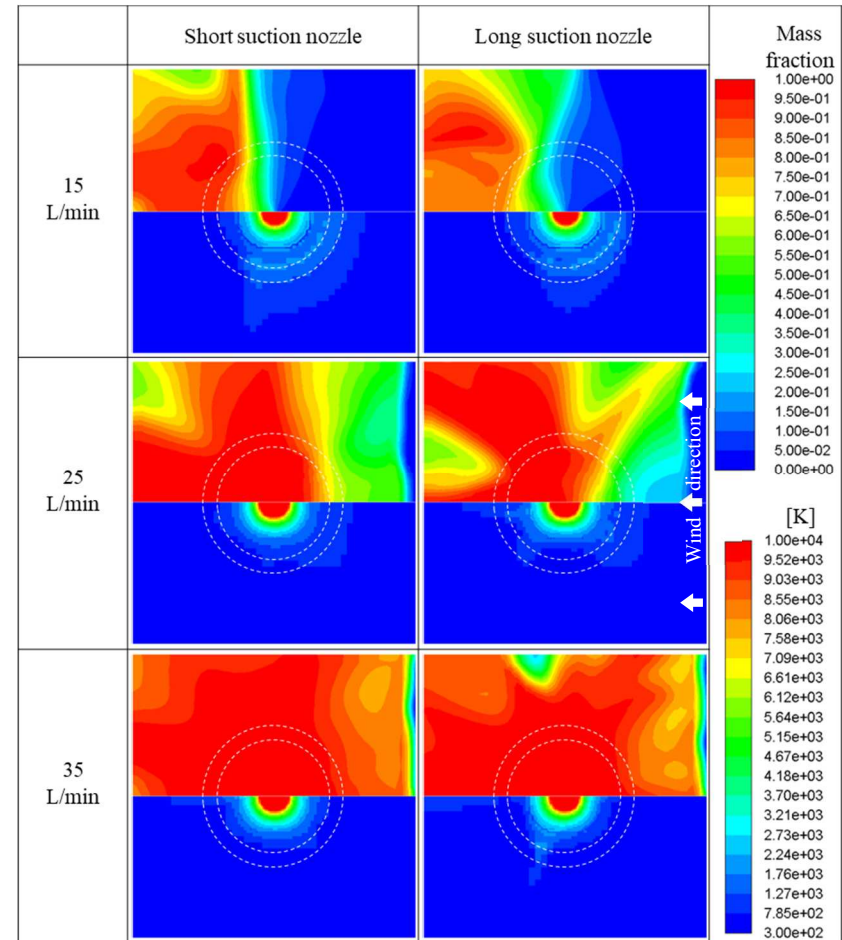 Short suction nozzle
Long suction nozzle
Mass
fraction
15
L/min
1.00e+00
9.50e-01
9.00e-01
8.50e-01
8.00e-01
7.50e-01
7.00e-01
6.50e-01
6.00e-01
5.50e-01
5.00e-01
4.50e-01
4.00e-01
3.50e-01
3.00e-01
2.50e-01
2.00e-01
1.50e-01
1.00e-01
5.00e-02
0.00e+00
25
L/min
Wind direction
[K]
1.00e+04
9.52e+03
9.03e+03
8.55e+03
8.06e+03
7.58e+03
7.09e+03
6.61e+03
6.12e+03
5.64e+03
5.15e+03
4.67e+03
4.18e+03
3.70e+03
3.21e+03
2.73e+03
2.24e+03
1.76e+03
1.27e+03
7.85e+02
3.00e+02
35
L/min